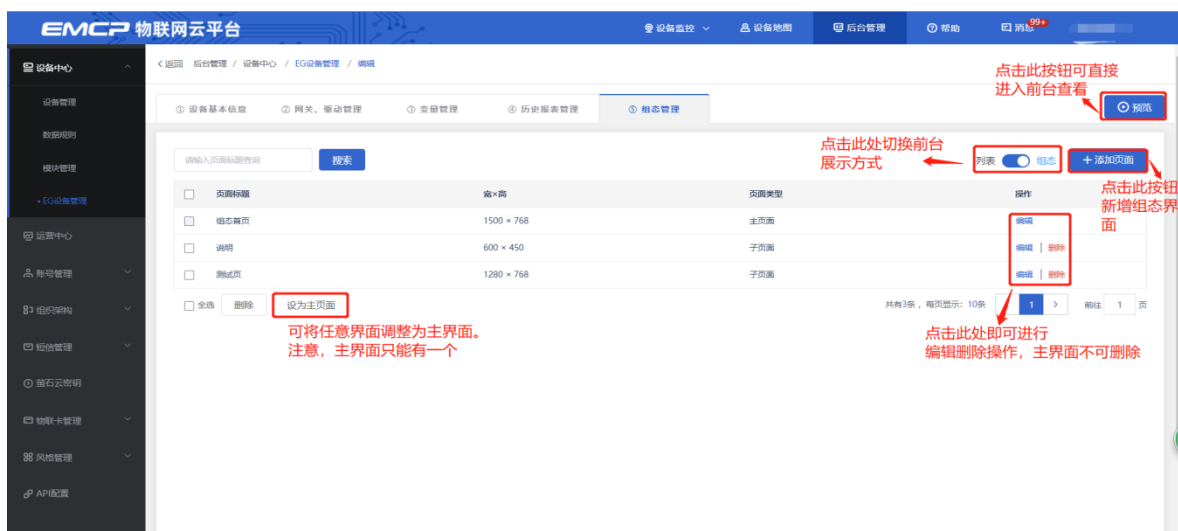 EMCP 物联网云平台
设备监控
设备地图
后台管理
帮助
消息
99+
设备中心
设备管理
数据规则
模块管理
EG设备管理
运营中心
账号管理
组织架构
短信管理
萤石云密钥
物联卡管理
风格管理
API配置
<返回 后台管理 / 设备中心 / EG设备管理 / 编辑
点击此按钮可直接
进入前台查看
预览
① 设备基本信息
② 网关、驱动管理
③ 变量管理
④ 历史报表管理
⑤ 组态管理
请输入页面标题查询
搜索
点击此处切换前台
展示方式
列表
组态
+ 添加页面
点击此按钮
新增组态界
面
页面标题 宽×高 页面类型 操作
组态首页 1500 × 768 主页面 编辑
说明 600 × 450 子页面 编辑 | 删除
测试页 1280 × 768 子页面 编辑 | 删除
全选
删除
设为主页面
共有3条，每页显示：10条
1
>
前往 1 页
可将任意界面调整为主界面。
注意，主界面只能有一个
点击此处即可进行
编辑删除操作，主界面不可删除